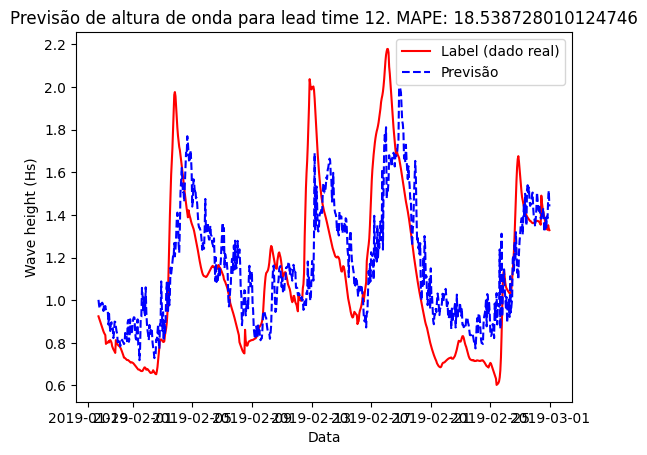 Previsão de altura de onda para lead time 12. MAPE: 18.538728010124746
Label (dado real)
Previsão
2.2
2.0
1.8
1.6
1.4
1.2
1.0
0.8
0.6
Wave height (Hs)
2019-01-29 2019-02-01 2019-02-05 2019-02-09 2019-02-13 2019-02-17 2019-02-21 2019-02-25 2019-03-01
Data